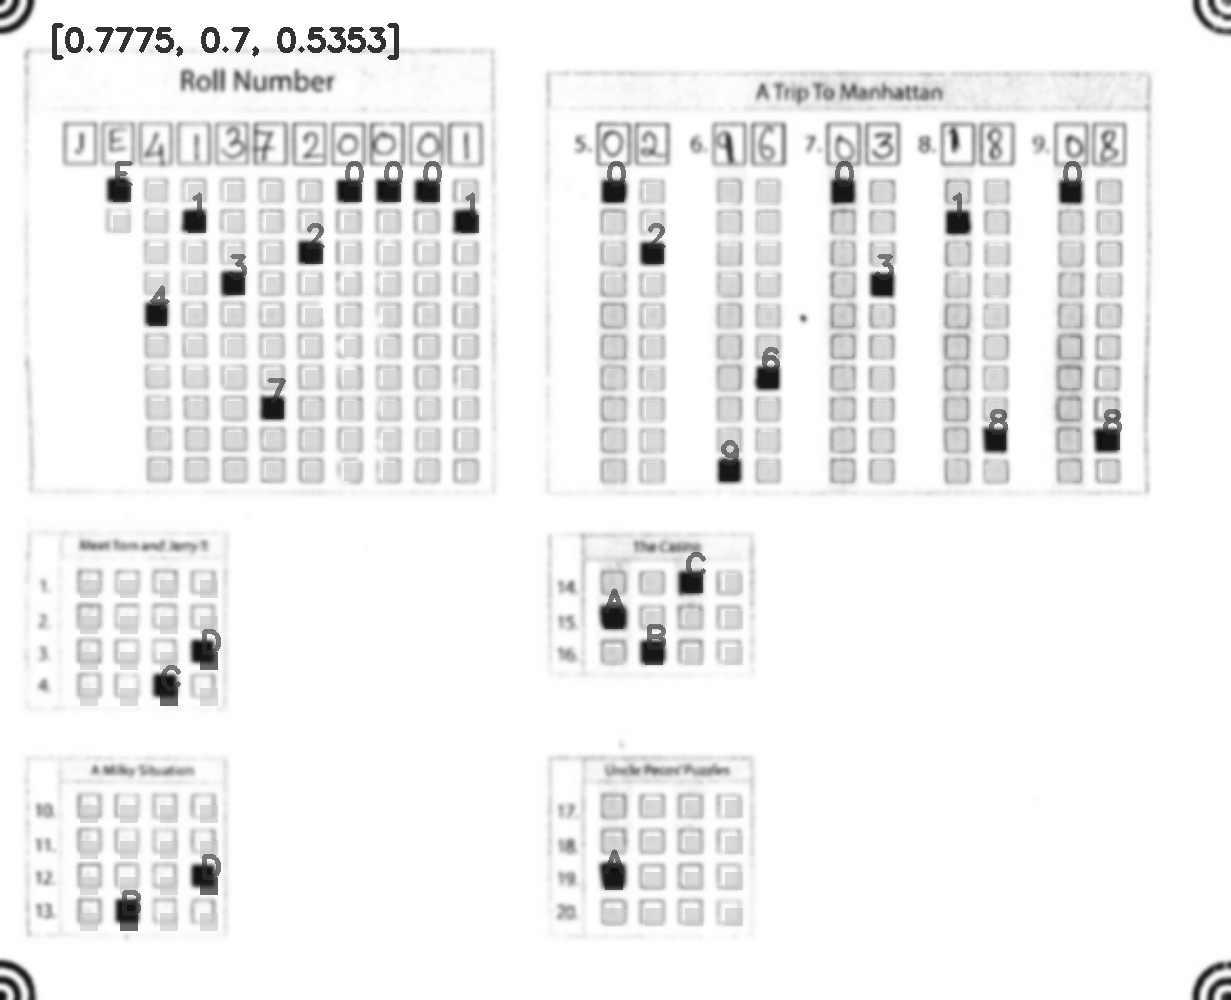 [0.7775, 0.7, 0.5353]
Roll Number
J E 4 1 3 7 2 0 0 0 1
E 0 0 0
1 1
2
3
4
7
A Trip To Manhattan
5. 0 2 6. 9 6 7. 0 3 8. 1 8 9. 0 8
0 0 0
1
2
3
6
8 8
9
Meet Tom and Jerry !!
1.
2.
3. D
4. C
The Casino
14. C
15. A
16. B
A Milky Situation
10.
11.
12. D
13. B
Uncle Pecos' Puzzles
17.
18.
19. A
20.